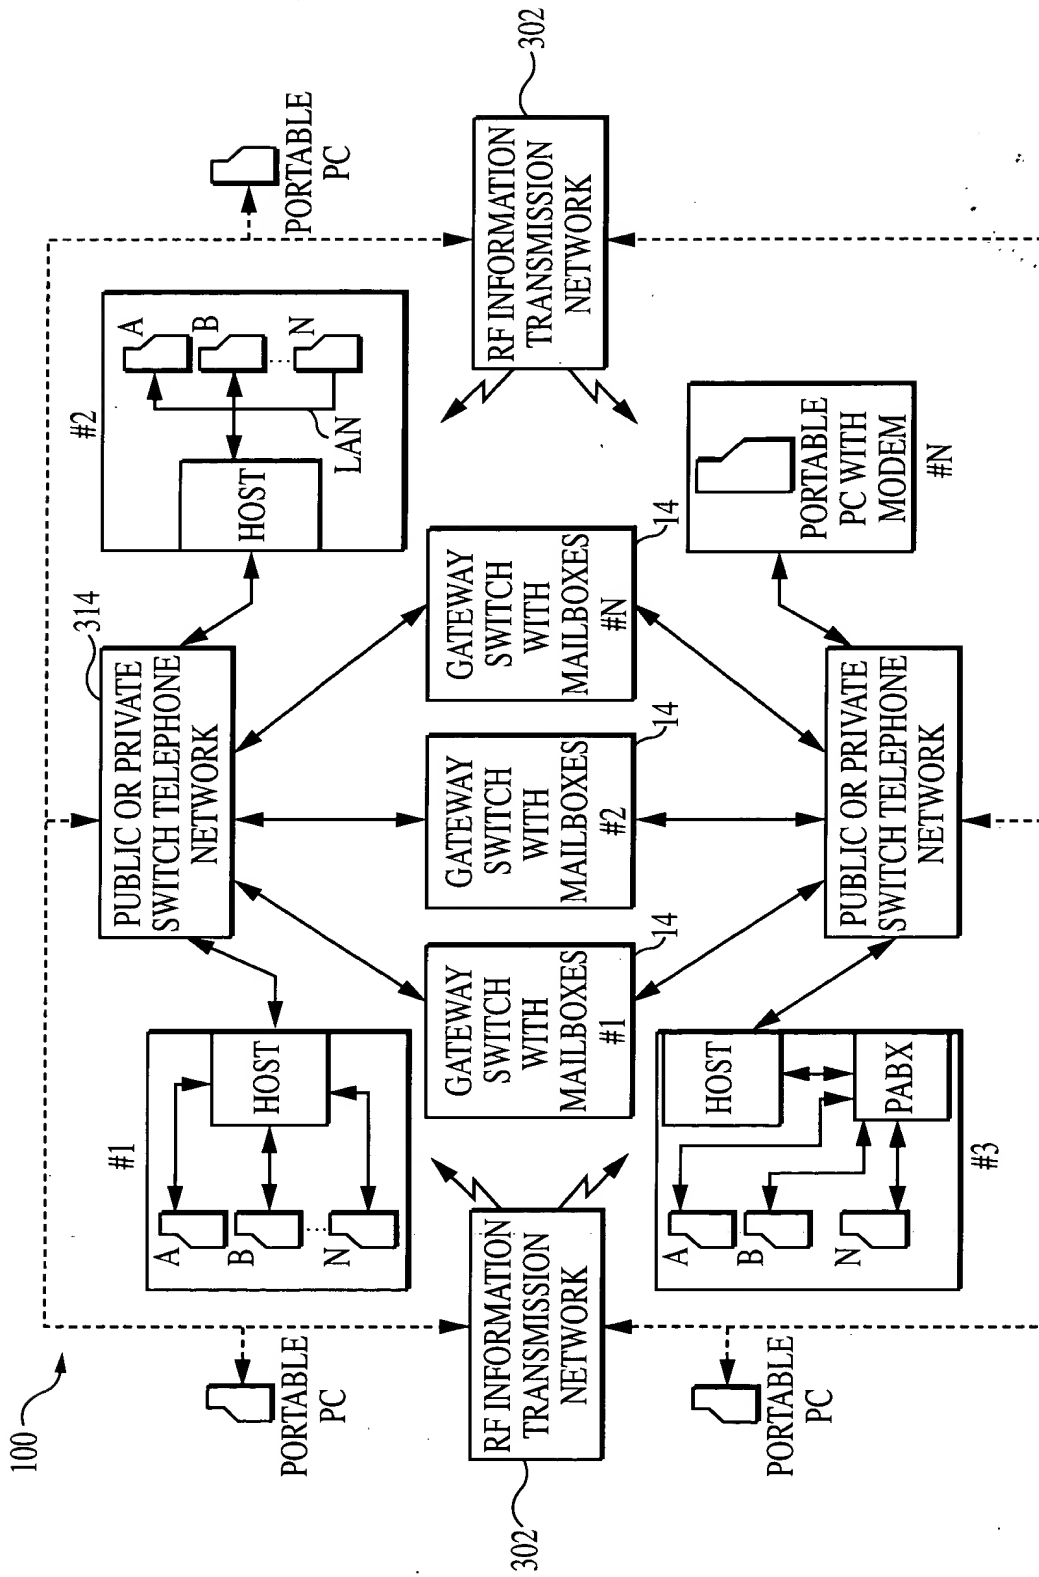 100
302
PORTABLE
PC
RF INFORMATION
TRANSMISSION
NETWORK
302
PORTABLE
PC
#1
A
B
N
HOST
A
B
N
HOST
PABX
#3
314
PUBLIC OR PRIVATE
SWITCH TELEPHONE
NETWORK
GATEWAY
SWITCH
WITH
MAILBOXES
#1
14
GATEWAY
SWITCH
WITH
MAILBOXES
#2
14
GATEWAY
SWITCH
WITH
MAILBOXES
#N
14
PUBLIC OR PRIVATE
SWITCH TELEPHONE
NETWORK
#2
HOST
A
B
N
LAN
PORTABLE
PC WITH
MODEM
#N
PORTABLE
PC
RF INFORMATION
TRANSMISSION
NETWORK